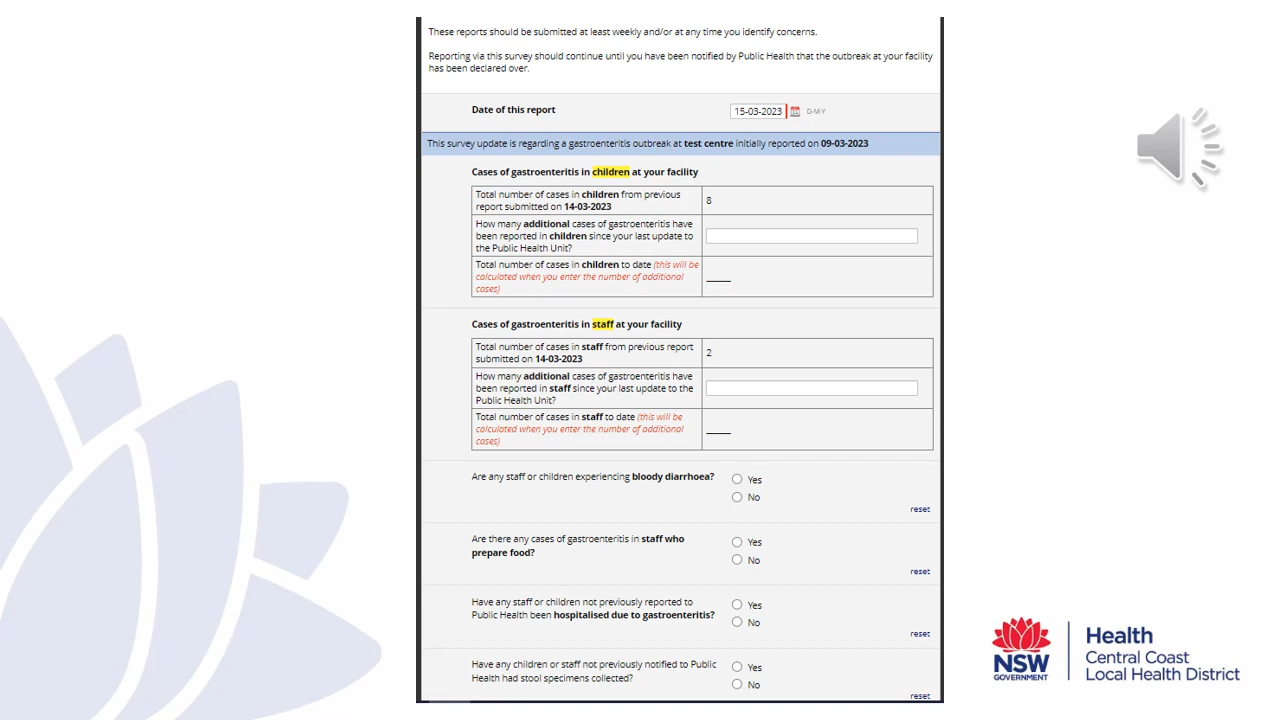 These reports should be submitted at least weekly and/or at any time you identify concerns.
Reporting via this survey should continue until you have been notified by Public Health that the outbreak at your facility
has been declared over.
Date of this report
15-03-2023
D-M-Y
This survey update is regarding a gastroenteritis outbreak at test centre initially reported on 09-03-2023
Cases of gastroenteritis in children at your facility
Total number of cases in children from previous
report submitted on 14-03-2023
8
How many additional cases of gastroenteritis have
been reported in children since your last update to
the Public Health Unit?
Total number of cases in children to date (this will be
calculated when you enter the number of additional
cases)
Cases of gastroenteritis in staff at your facility
Total number of cases in staff from previous report
submitted on 14-03-2023
2
How many additional cases of gastroenteritis have
been reported in staff since your last update to the
Public Health Unit?
Total number of cases in staff to date (this will be
calculated when you enter the number of additional
cases)
Are any staff or children experiencing bloody diarrhoea?
Yes
No
reset
Are there any cases of gastroenteritis in staff who
prepare food?
Yes
No
reset
Have any staff or children not previously reported to
Public Health been hospitalised due to gastroenteritis?
Yes
No
reset
Have any children or staff not previously notified to Public
Health had stool specimens collected?
Yes
No
reset
NSW
GOVERNMENT
Health
Central Coast
Local Health District